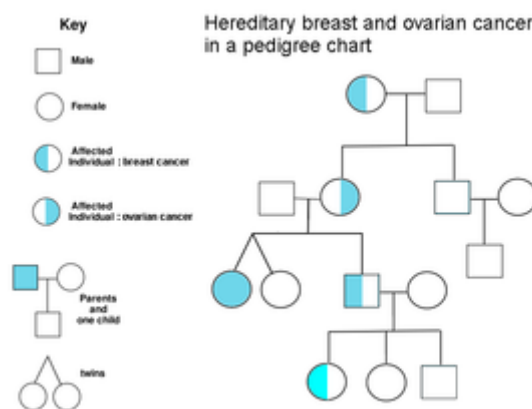 Key
Hereditary breast and ovarian cancer
in a pedigree chart
Male
Female
Affected
Individual : breast cancer
Affected
Individual : ovarian cancer
Parents
and
one child
twins